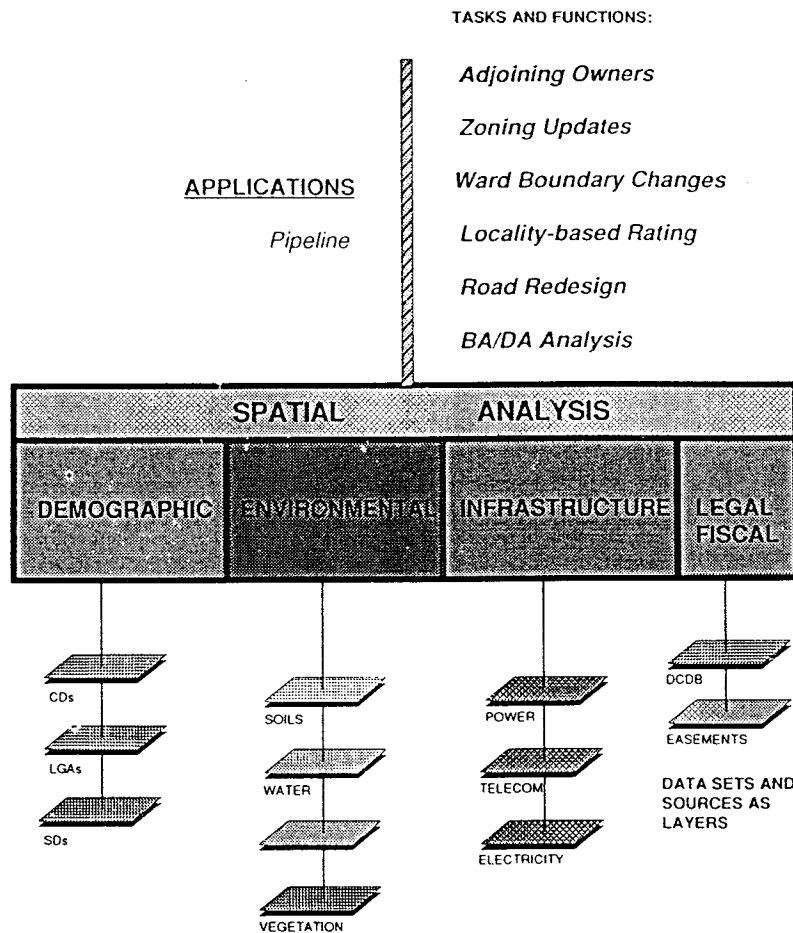 TASKS AND FUNCTIONS:
Adjoining Owners
Zoning Updates
APPLICATIONS
Ward Boundary Changes
Pipeline
Locality-based Rating
Road Redesign
BA/DA Analysis
SPATIAL ANALYSIS
DEMOGRAPHIC
ENVIRONMENTAL
INFRASTRUCTURE
LEGAL
FISCAL
CDs
LGAs
SDs
SOILS
WATER
VEGETATION
POWER
TELECOM
ELECTRICITY
DCDB
EASEMENTS
DATA SETS AND
SOURCES AS
LAYERS